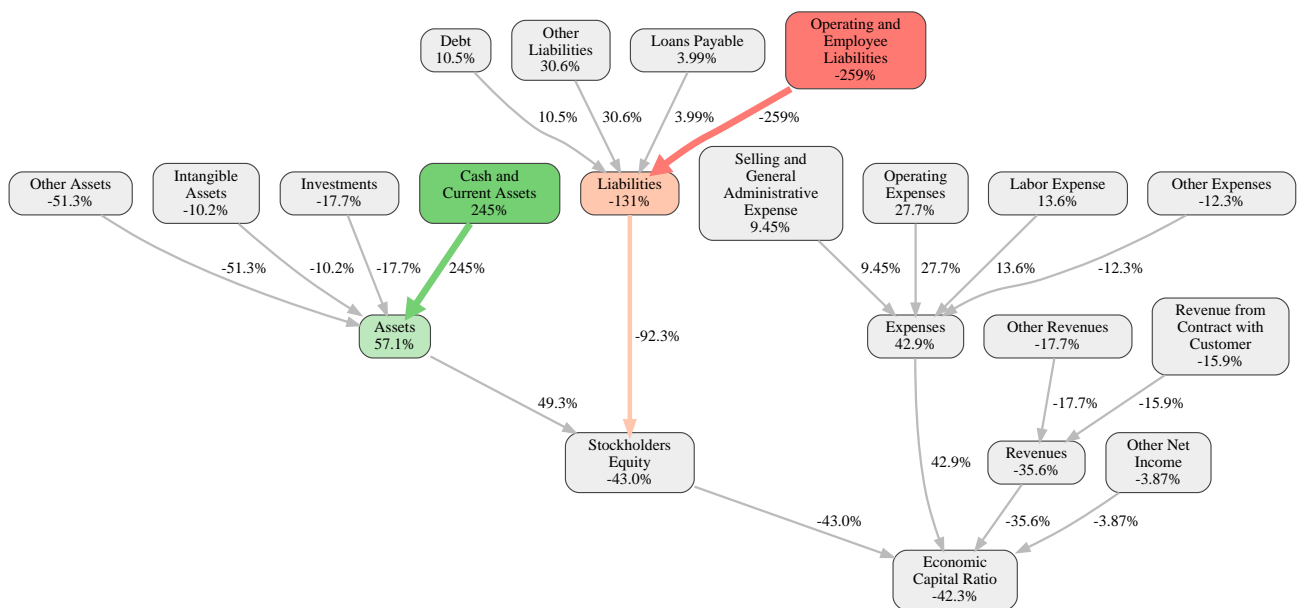 Operating and
Employee
Liabilities
-259%
Debt
10.5%
Other
Liabilities
30.6%
Loans Payable
3.99%
10.5%
30.6%
3.99%
-259%
Other Assets
-51.3%
Intangible
Assets
-10.2%
Investments
-17.7%
Cash and
Current Assets
245%
Liabilities
-131%
Selling and
General
Administrative
Expense
9.45%
Operating
Expenses
27.7%
Labor Expense
13.6%
Other Expenses
-12.3%
-51.3%
-10.2%
-17.7%
245%
9.45%
27.7%
13.6%
-12.3%
Assets
57.1%
-92.3%
Expenses
42.9%
Other Revenues
-17.7%
Revenue from
Contract with
Customer
-15.9%
49.3%
-17.7%
-15.9%
Stockholders
Equity
-43.0%
42.9%
Revenues
-35.6%
Other Net
Income
-3.87%
-43.0%
-35.6%
-3.87%
Economic
Capital Ratio
-42.3%